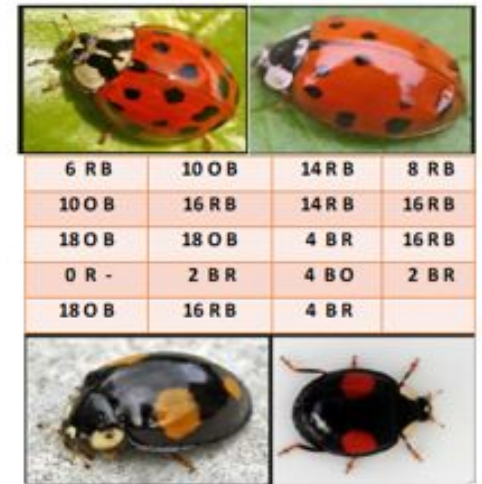 6 R B 10 O B 14 R B 8 R B
10 O B 16 R B 14 R B 16 R B
18 O B 18 O B 4 B R 16 R B
0 R - 2 B R 4 B O 2 B R
18 O B 16 R B 4 B R